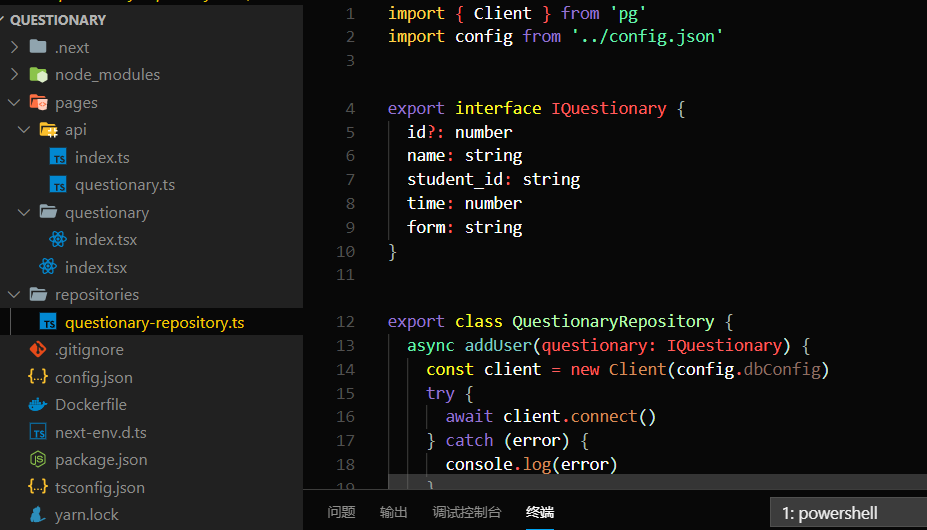 QUESTIONARY
.next
node_modules
pages
api
TS index.ts
TS questionary.ts
questionary
index.tsx
index.tsx
repositories
TS questionary-repository.ts
.gitignore
{..} config.json
Dockerfile
TS next-env.d.ts
JS package.json
{..} tsconfig.json
yarn.lock
1 import { Client } from 'pg'
2 import config from '../config.json'
3
4 export interface IQuestionary {
5 id?: number
6 name: string
7 student_id: string
8 time: number
9 form: string
10 }
11
12 export class QuestionaryRepository {
13 async addUser(questionary: IQuestionary) {
14 const client = new Client(config.dbConfig)
15 try {
16 await client.connect()
17 } catch (error) {
18 console.log(error)
19 }
问题 输出 调试控制台 终端 1: powershell